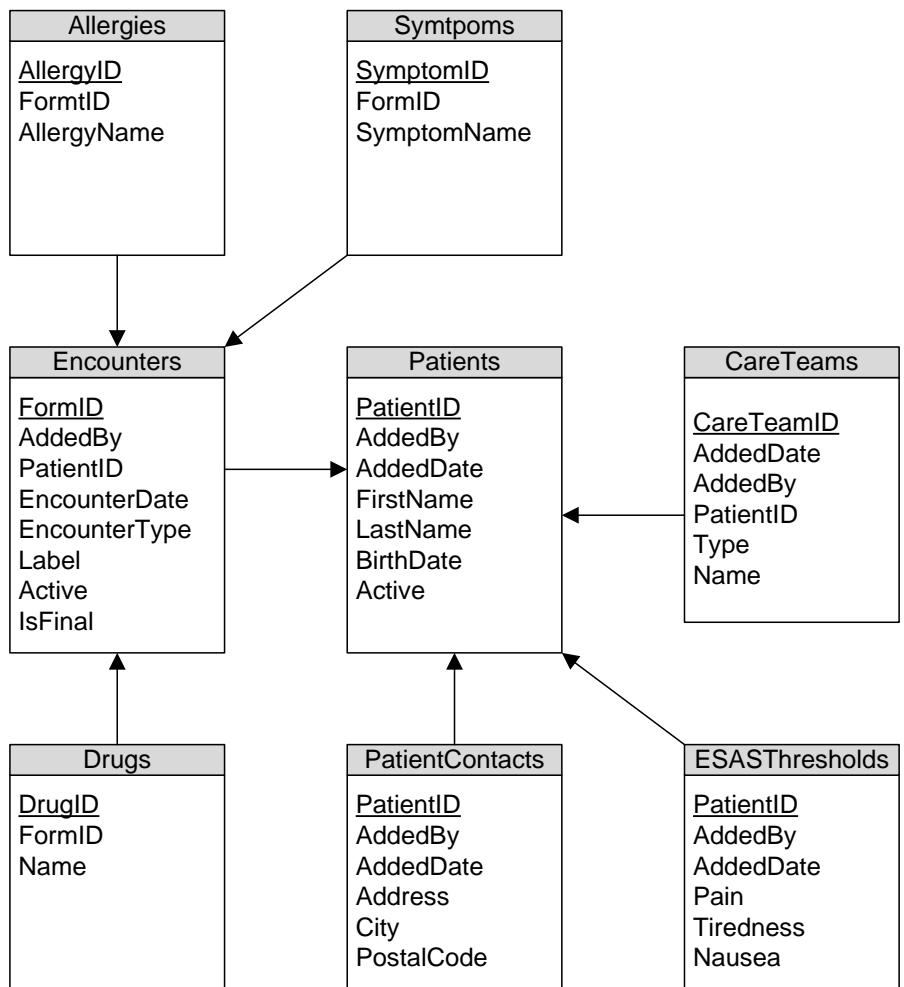 Allergies
AllergyID
FormtID
AllergyName
Symtpoms
SymptomID
FormID
SymptomName
Encounters
FormID
AddedBy
PatientID
EncounterDate
EncounterType
Label
Active
IsFinal
Patients
PatientID
AddedBy
AddedDate
FirstName
LastName
BirthDate
Active
CareTeams
CareTeamID
AddedDate
AddedBy
PatientID
Type
Name
Drugs
DrugID
FormID
Name
PatientContacts
PatientID
AddedBy
AddedDate
Address
City
PostalCode
ESASThresholds
PatientID
AddedBy
AddedDate
Pain
Tiredness
Nausea